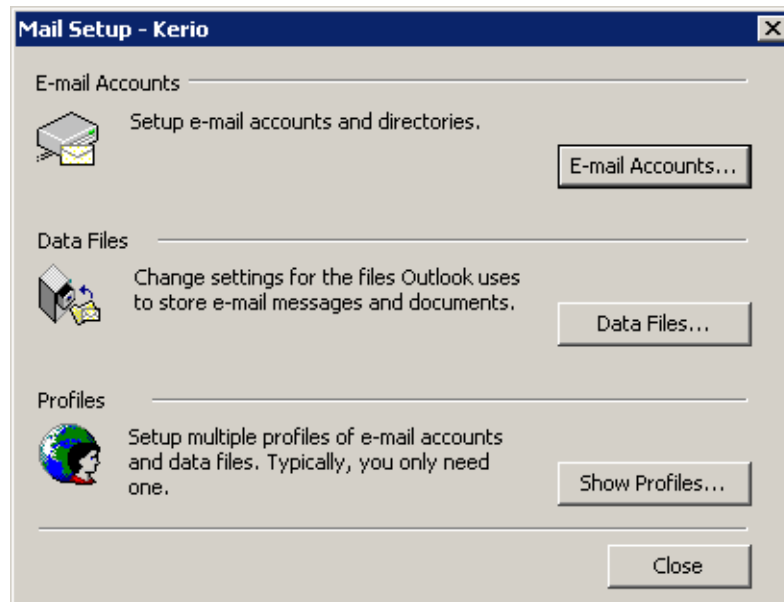 Mail Setup - Kerio
E-mail Accounts
Setup e-mail accounts and directories.
E-mail Accounts...
Data Files
Change settings for the files Outlook uses
to store e-mail messages and documents.
Data Files...
Profiles
Setup multiple profiles of e-mail accounts
and data files. Typically, you only need
one.
Show Profiles...
Close